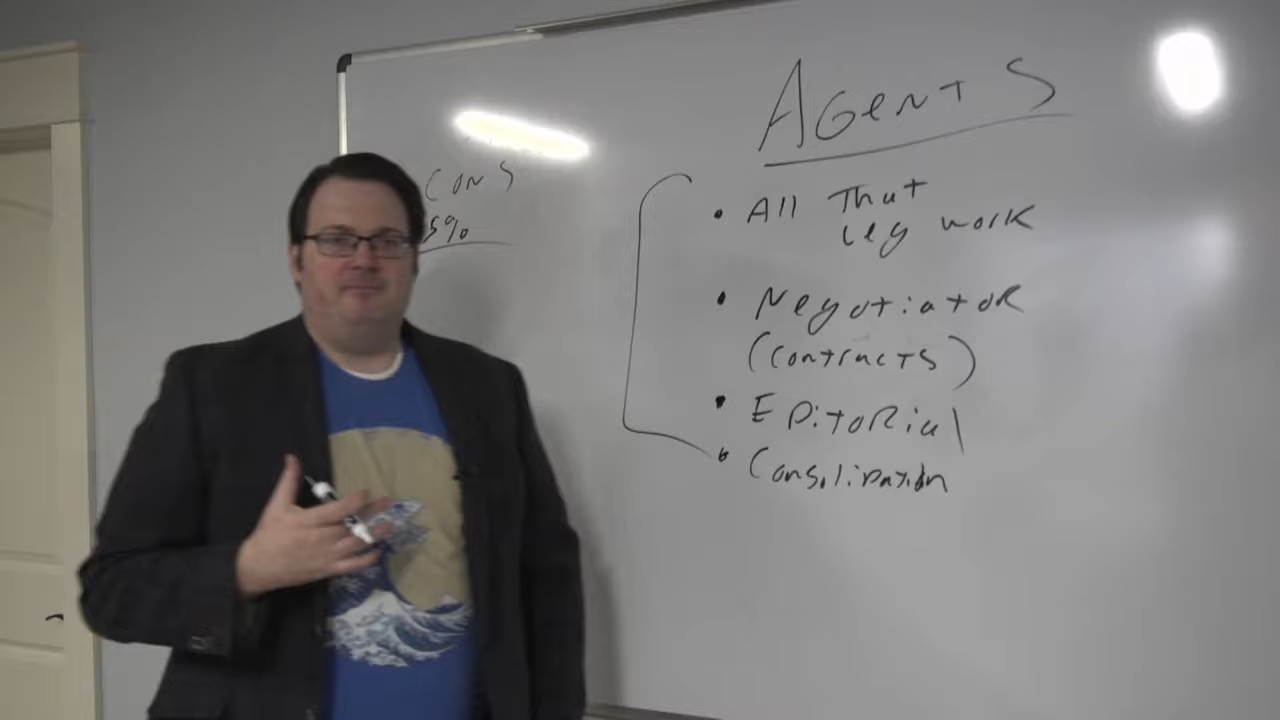 Agents
CONS
5%
• All That
Leg work
• Negotiator
(contracts)
• EDitoRial
• Consolidation